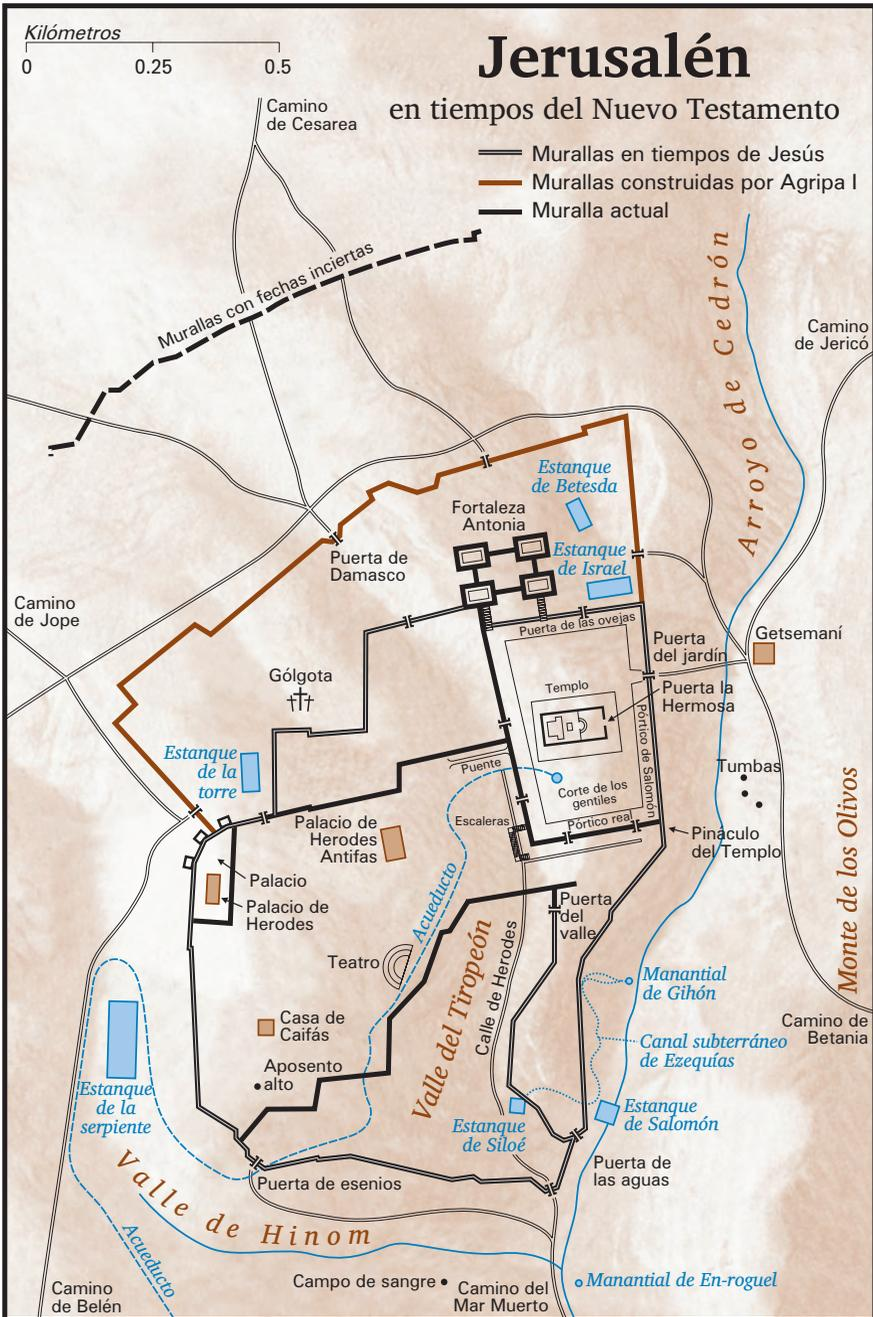 Kilómetros
0 0.25 0.5
Jerusalén
en tiempos del Nuevo Testamento
Murallas en tiempos de Jesús
Murallas construidas por Agripa I
Muralla actual
Camino
de Cesarea
Murallas con fechas inciertas
Arroyo de Cedrón
Camino
de Jericó
Estanque
de Betesda
Fortaleza
Antonia
Estanque
de Israel
Puerta de
Damasco
Camino
de Jope
Puerta de las ovejas
Puerta
del jardín
Getsemaní
Gólgota
Templo
Puerta la
Hermosa
Pórtico de Salomón
Estanque
de la
torre
Puente
Tumbas
Corte de los
gentiles
Pórtico real
Escaleras
Palacio de
Herodes
Antifas
Pináculo
del Templo
Monte de los Olivos
Palacio
Palacio de
Herodes
Acueducto
Puerta
del
valle
Valle del Tiropeón
Calle de Herodes
Teatro
Manantial
de Gihón
Casa de
Caifás
Canal subterráneo
de Ezequías
Camino de
Betania
Aposento
alto
Estanque
de la
serpiente
Estanque
de Siloé
Estanque
de Salomón
Puerta de
las aguas
Puerta de esenios
Valle de Hinom
Acueducto
Campo de sangre
Camino del
Mar Muerto
Manantial de En-roguel
Camino
de Belén